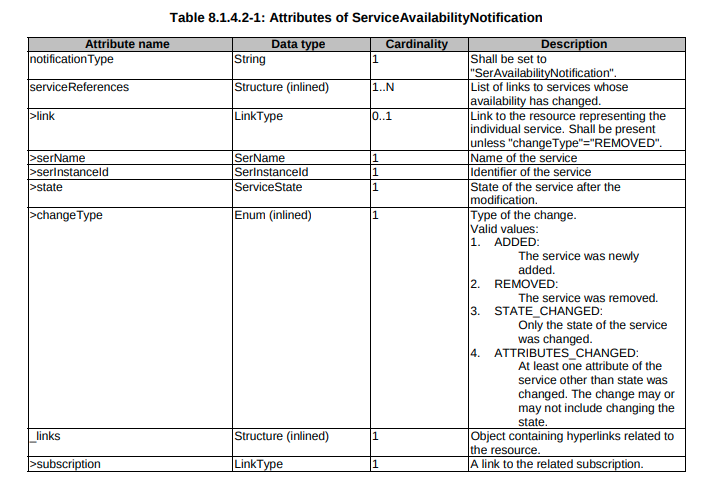 Table 8.1.4.2-1: Attributes of ServiceAvailabilityNotification
Attribute name Data type Cardinality Description
notificationType String 1 Shall be set to
"SerAvailabilityNotification".
serviceReferences Structure (inlined) 1..N List of links to services whose
availability has changed.
>link LinkType 0..1 Link to the resource representing the
individual service. Shall be present
unless "changeType"="REMOVED".
>serName SerName 1 Name of the service
>serInstanceId SerInstanceId 1 Identifier of the service
>state ServiceState 1 State of the service after the
modification.
>changeType Enum (inlined) 1 Type of the change.
Valid values:
1. ADDED:
The service was newly
added.
2. REMOVED:
The service was removed.
3. STATE_CHANGED:
Only the state of the service
was changed.
4. ATTRIBUTES_CHANGED:
At least one attribute of the
service other than state was
changed. The change may or
may not include changing the
state.
_links Structure (inlined) 1 Object containing hyperlinks related to
the resource.
>subscription LinkType 1 A link to the related subscription.